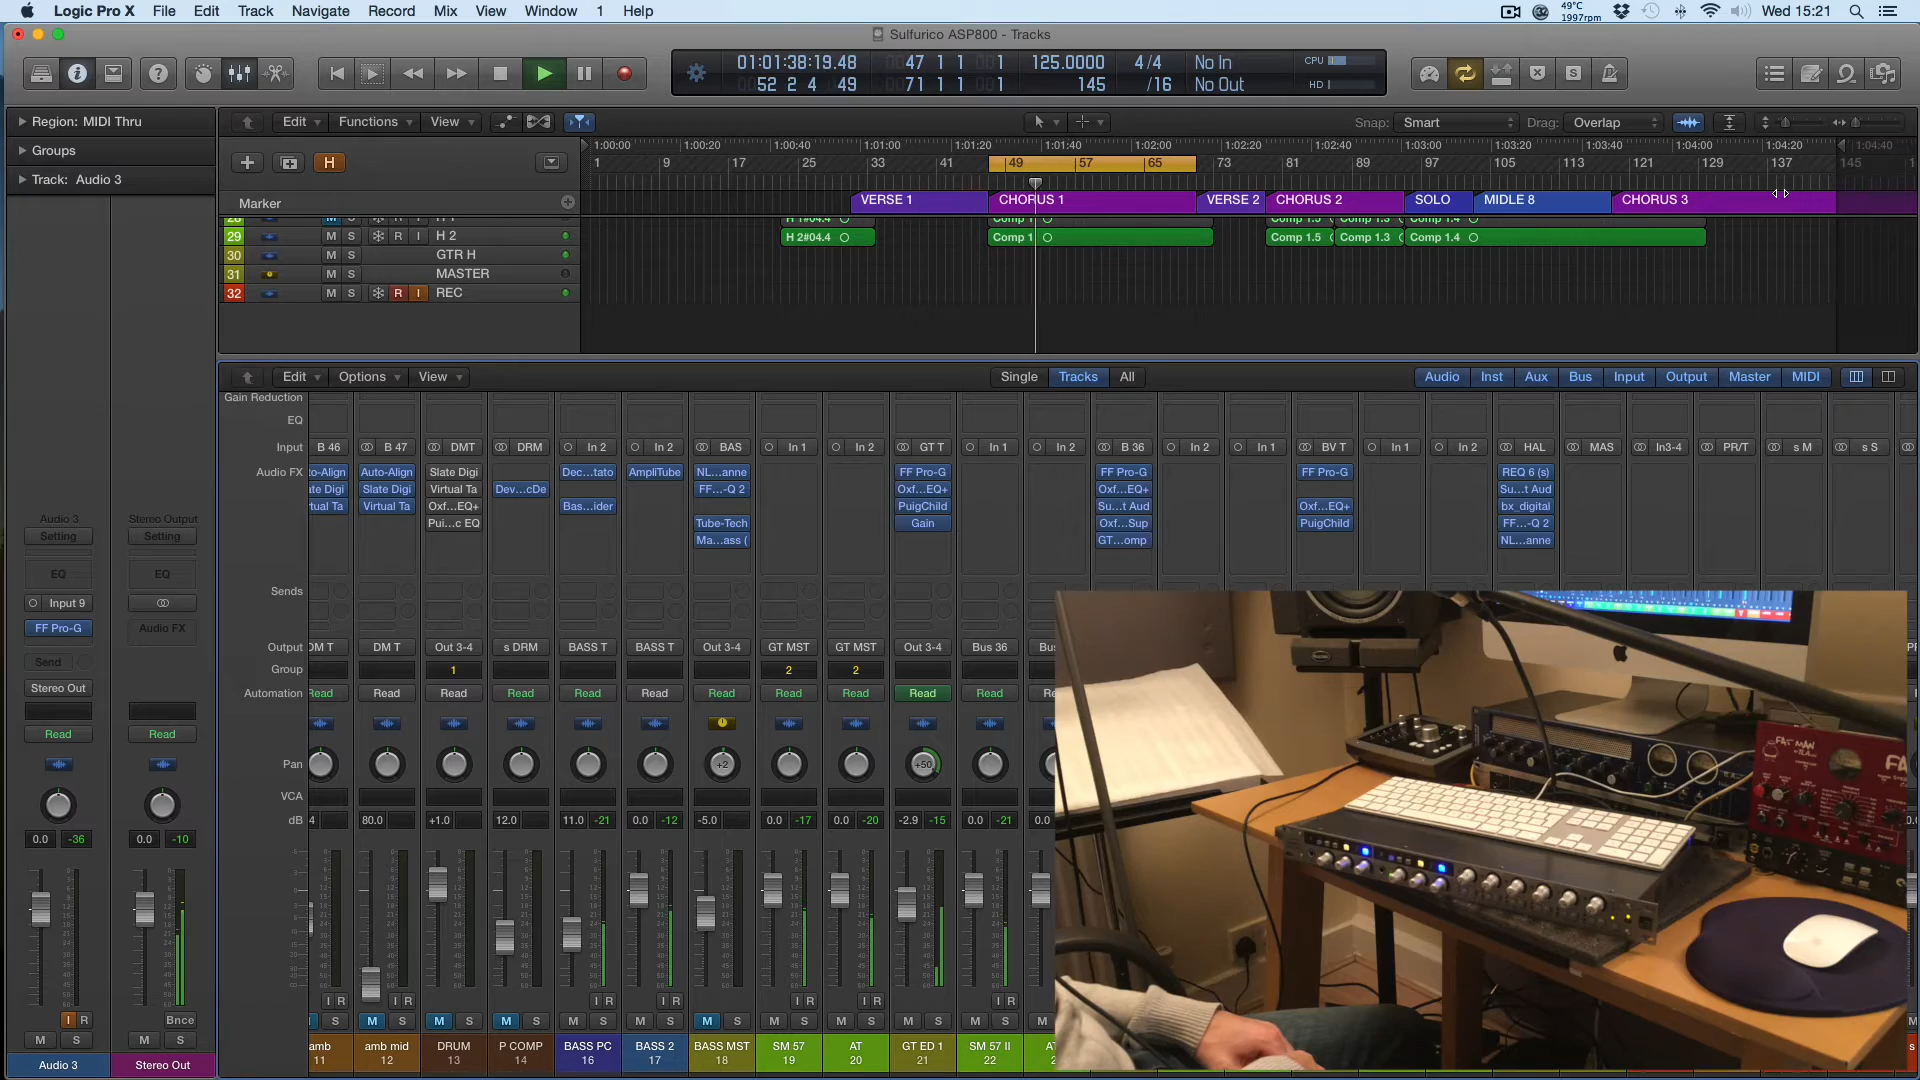 Logic Pro X File Edit Track Navigate Record Mix View Window 1 Help
49°C
1997rpm
Wed 15:21
Sulfurico ASP800 - Tracks
01:01:38:19.48 47 1 1 1 125.0000 4/4 No In CPU
52 2 4 49 71 1 1 1 145 /16 No Out HD
Region: MIDI Thru
Edit Functions View
Snap: Smart Drag: Overlap
Groups
1:00:00 1:00:20 1:00:40 1:01:00 1:01:20 1:01:40 1:02:00 1:02:20 1:02:40 1:03:00 1:03:20 1:03:40 1:04:20 1:04:40
H
1 9 17 25 33 41 49 57 65 73 81 89 97 105 113 121 129 137 145
Track: Audio 3
Marker
VERSE 1 CHORUS 1 VERSE 2 CHORUS 2 SOLO MIDLE 8 CHORUS 3
29 M S R I H 2 H 2#04.4 Comp 1 Comp 1.5 Comp 1.3 Comp 1.4
30 M S GTR H
31 M S MASTER
32 M S R I REC
Edit Options View
Single Tracks All
Audio Inst Aux Bus Input Output Master MIDI
Gain Reduction
EQ
Input B 46 B 47 DMT DRM In 2 In 2 BAS In 1 In 2 GT T In 1 In 2 B 36 In 2 In 1 BV T In 1 In 2 HAL MAS In3-4 PR/T s M s S
Audio FX to-Align Auto-Align Slate Digi Dec...tato AmpliTube NL...anne FF Pro-G FF Pro-G FF Pro-G REQ 6 (s)
ate Digi Slate Digi Virtual Ta Dev...cDe FF...-Q 2 Oxf...EQ+ Oxf...EQ+ Su...t Aud
rtual Ta Virtual Ta Oxf...EQ+ Bas...ider PuigChild Su...t Aud Oxf...EQ+ bx_digital
Pui...c EQ Tube-Tech Gain Oxf...Sup PuigChild FF...-Q 2
Ma...ass ( GT...omp NL...anne
Audio 3 Stereo Output
Setting Setting
EQ EQ
Input 9
FF Pro-G Audio FX
Send
Stereo Out
Read Read
0.0 -36 0.0 -10
I R Bnce
M S M S
Audio 3 Stereo Out
Sends
Output DM T DM T Out 3-4 s DRM BASS T BASS T Out 3-4 GT MST GT MST Out 3-4 Bus 36 Bu
Group 1 2 2
Automation Read Read Read Read Read Read Read Read Read Read Read Re
Pan +2 +50
VCA
dB 4 80.0 +1.0 12.0 11.0 -21 0.0 -12 -5.0 0.0 -17 0.0 -20 -2.9 -15 0.0 -21 0.0
I R I R I R I R I R I R I R I R
M S M S M S M S M S M S M S M S M S M S M
amb amb mid DRUM P COMP BASS PC BASS 2 BASS MST SM 57 AT GT ED 1 SM 57 II AT
11 12 13 14 16 17 18 19 20 21 22
FAT MAN